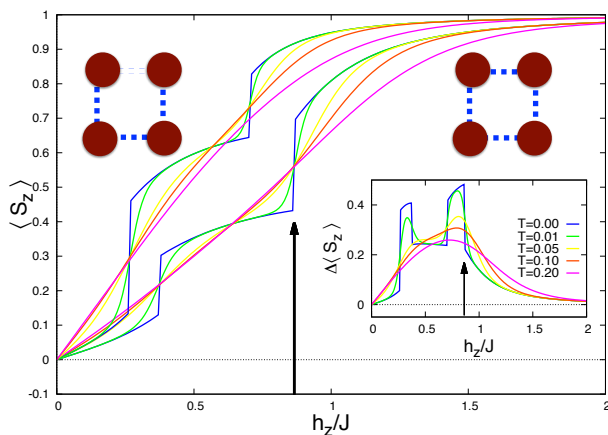 1
0.9
0.8
0.7
0.6
0.5
0.4
0.3
0.2
0.1
0
-0.1
⟨ S_z ⟩
0 0.5 1 1.5 2
h_z/J
0.4
0.2
0
Δ⟨ S_z ⟩
T=0.00
T=0.01
T=0.05
T=0.10
T=0.20
0 0.5 1 1.5 2
h_z/J